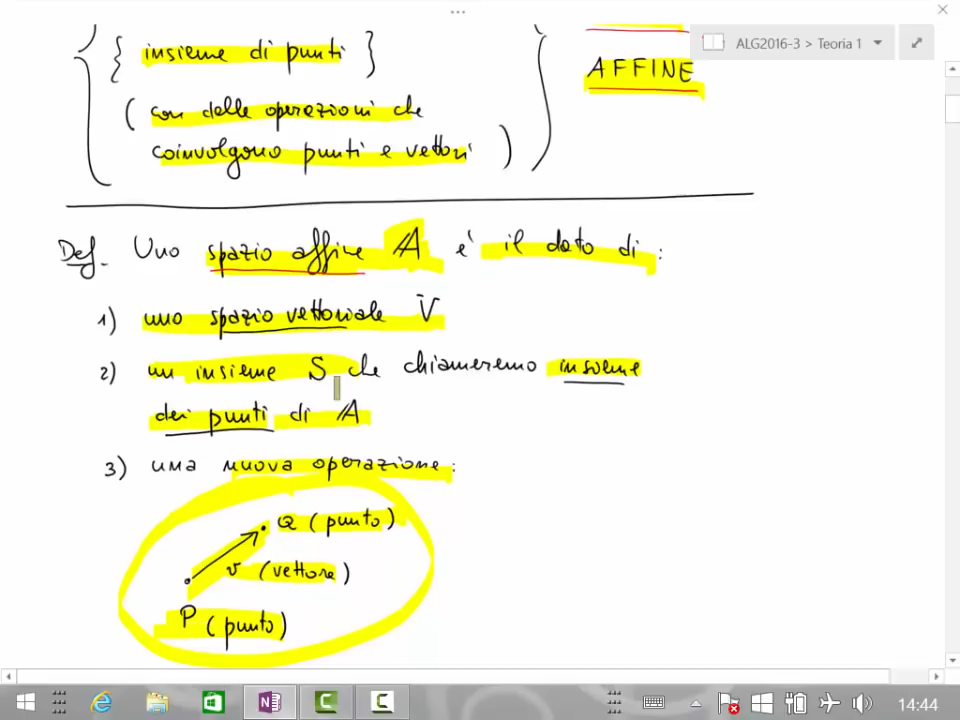 ALG2016-3 > Teoria 1
{ insieme di punti }
AFFINE
( con delle operazioni che
coinvolgono punti e vettori )
Def. Uno spazio affine 𝔸 e' il dato di :
1) uno spazio vettoriale V
2) un insieme S che chiameremo insieme
dei punti di 𝔸
3) una nuova operazione :
Q (punto)
v (vettore)
P (punto)
14:44